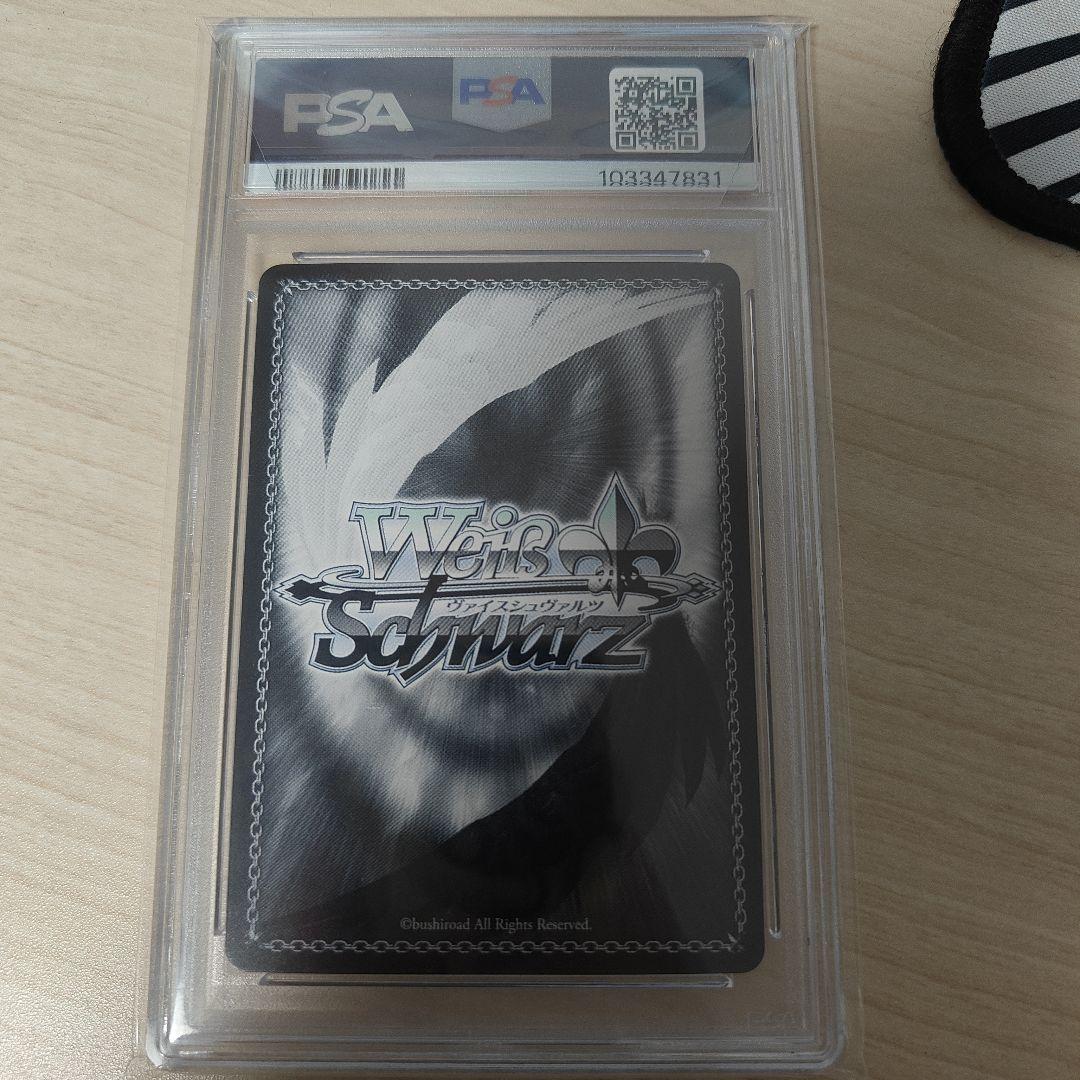 PSA
PSA
103347831
Weiß
ヴァイスシュヴァルツ
Schwarz
©bushiroad All Rights Reserved.